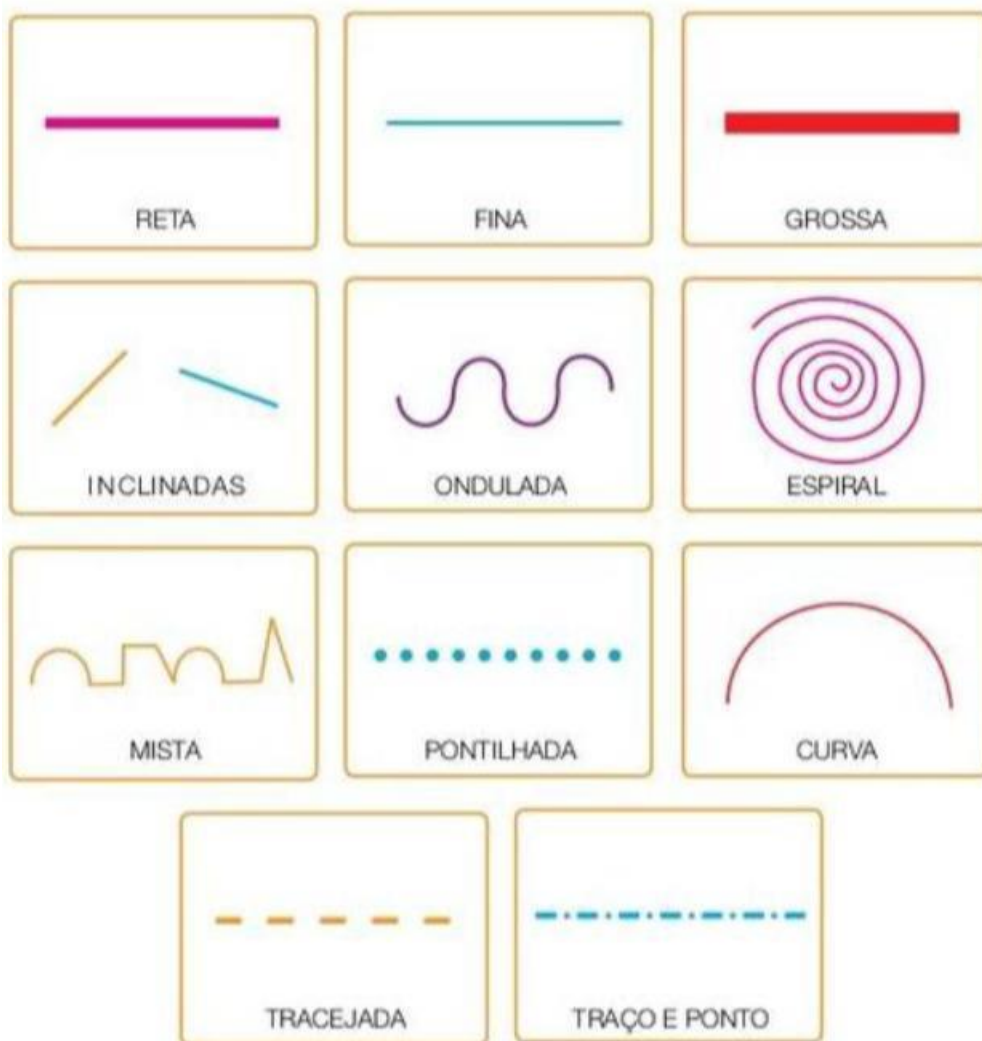 RETA
FINA
GROSSA
INCLINADAS
ONDULADA
ESPIRAL
MISTA
PONTILHADA
CURVA
TRACEJADA
TRAÇO E PONTO